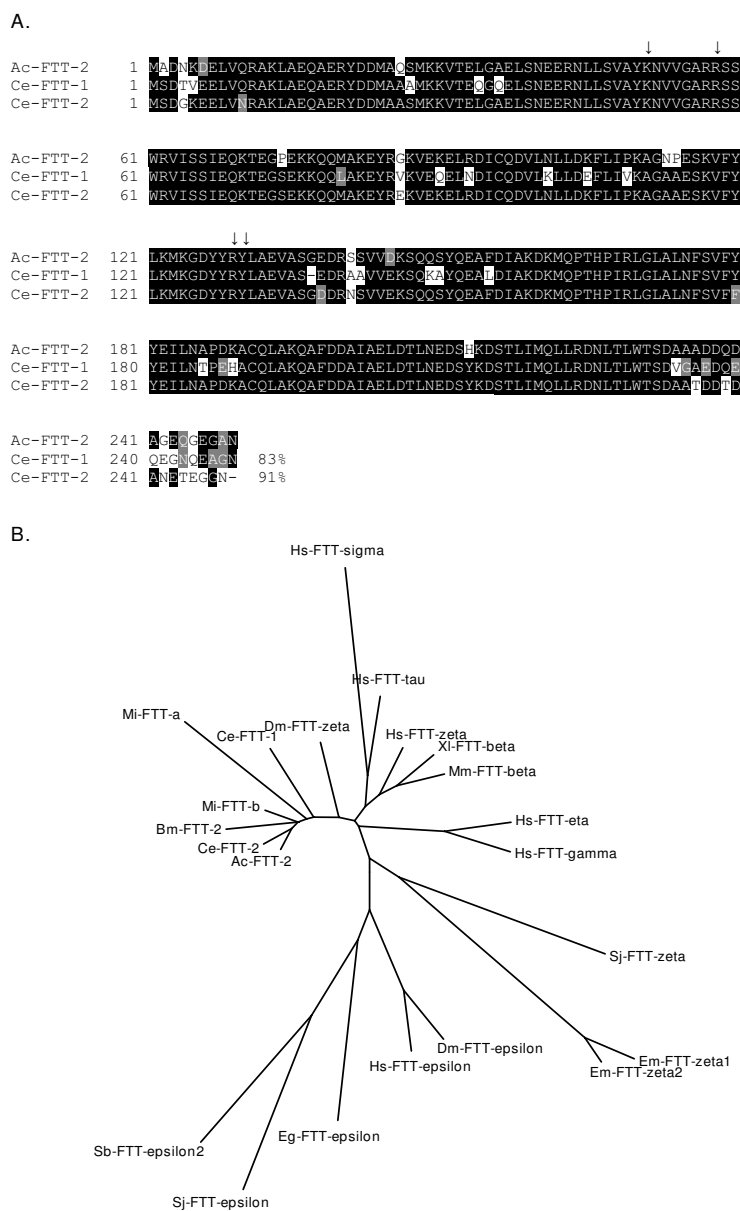 A.
↓ ↓
Ac-FTT-2 1 MADNKDELVQRAKLAEQAERYDDMAQSMKKVTELGAELSNEERNLLSVAYKNVVGARRSS
Ce-FTT-1 1 MSDTVEELVQRAKLAEQAERYDDMAAAMKKVTEQGQELSNEERNLLSVAYKNVVGARRSS
Ce-FTT-2 1 MSDGKEELVNRAKLAEQAERYDDMAASMKKVTELGAELSNEERNLLSVAYKNVVGARRSS
Ac-FTT-2 61 WRVISSIEQKTEGPEKKQQMAKEYRGKVEKELRDICQDVLNLLDKFLIPKAGNPESKVFY
Ce-FTT-1 61 WRVISSIEQKTEGSEKKQQLAKEYRVKVEQELNDICQDVLKLLDEFLIVKAGAAESKVFY
Ce-FTT-2 61 WRVISSIEQKTEGSEKKQQMAKEYREKVEKELRDICQDVLNLLDKFLIPKAGAAESKVFY
↓↓
Ac-FTT-2 121 LKMKGDYYRYLAEVASGEDRSSVVDKSQQSYQEAFDIAKDKMQPTHPIRLGLALNFSVFY
Ce-FTT-1 121 LKMKGDYYRYLAEVAS-EDRAAVVEKSQKAYQEALDIAKDKMQPTHPIRLGLALNFSVFY
Ce-FTT-2 121 LKMKGDYYRYLAEVASGDDRNSVVEKSQQSYQEAFDIAKDKMQPTHPIRLGLALNFSVFF
Ac-FTT-2 181 YEILNAPDKACQLAKQAFDDAIAELDTLNEDSHKDSTLIMQLLRDNLTLWTSDAAADDQD
Ce-FTT-1 180 YEILNTPEHACQLAKQAFDDAIAELDTLNEDSYKDSTLIMQLLRDNLTLWTSDVGAEDQE
Ce-FTT-2 181 YEILNAPDKACQLAKQAFDDAIAELDTLNEDSYKDSTLIMQLLRDNLTLWTSDAATDDTD
Ac-FTT-2 241 AGEQGEGAN
Ce-FTT-1 240 QEGNQEAGN 83%
Ce-FTT-2 241 ANETEGGN- 91%
B.
Hs-FTT-sigma
Hs-FTT-tau
Mi-FTT-a
Dm-FTT-zeta
Ce-FTT-1
Hs-FTT-zeta
Xl-FTT-beta
Mm-FTT-beta
Mi-FTT-b
Bm-FTT-2
Hs-FTT-eta
Ce-FTT-2
Ac-FTT-2
Hs-FTT-gamma
Sj-FTT-zeta
Dm-FTT-epsilon
Em-FTT-zeta1
Hs-FTT-epsilon
Em-FTT-zeta2
Eg-FTT-epsilon
Sb-FTT-epsilon2
Sj-FTT-epsilon